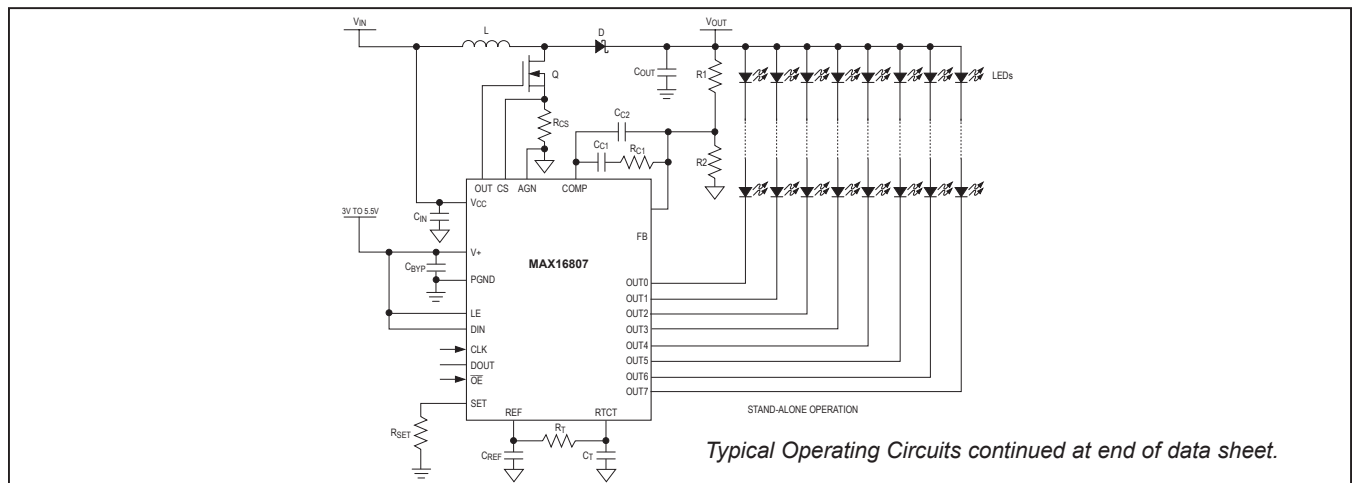 VIN
L
D
VOUT
Q
COUT
R1
LEDs
RCS
CC2
CC1
RC1
R2
OUT CS AGN COMP
VCC
CIN
3V TO 5.5V
FB
V+
CBYP
MAX16807
PGND
OUT0
OUT1
LE
OUT2
DIN
OUT3
CLK
OUT4
DOUT
OUT5
OE
OUT6
OUT7
SET
STAND-ALONE OPERATION
REF RTCT
RSET
RT
CREF
CT
Typical Operating Circuits continued at end of data sheet.